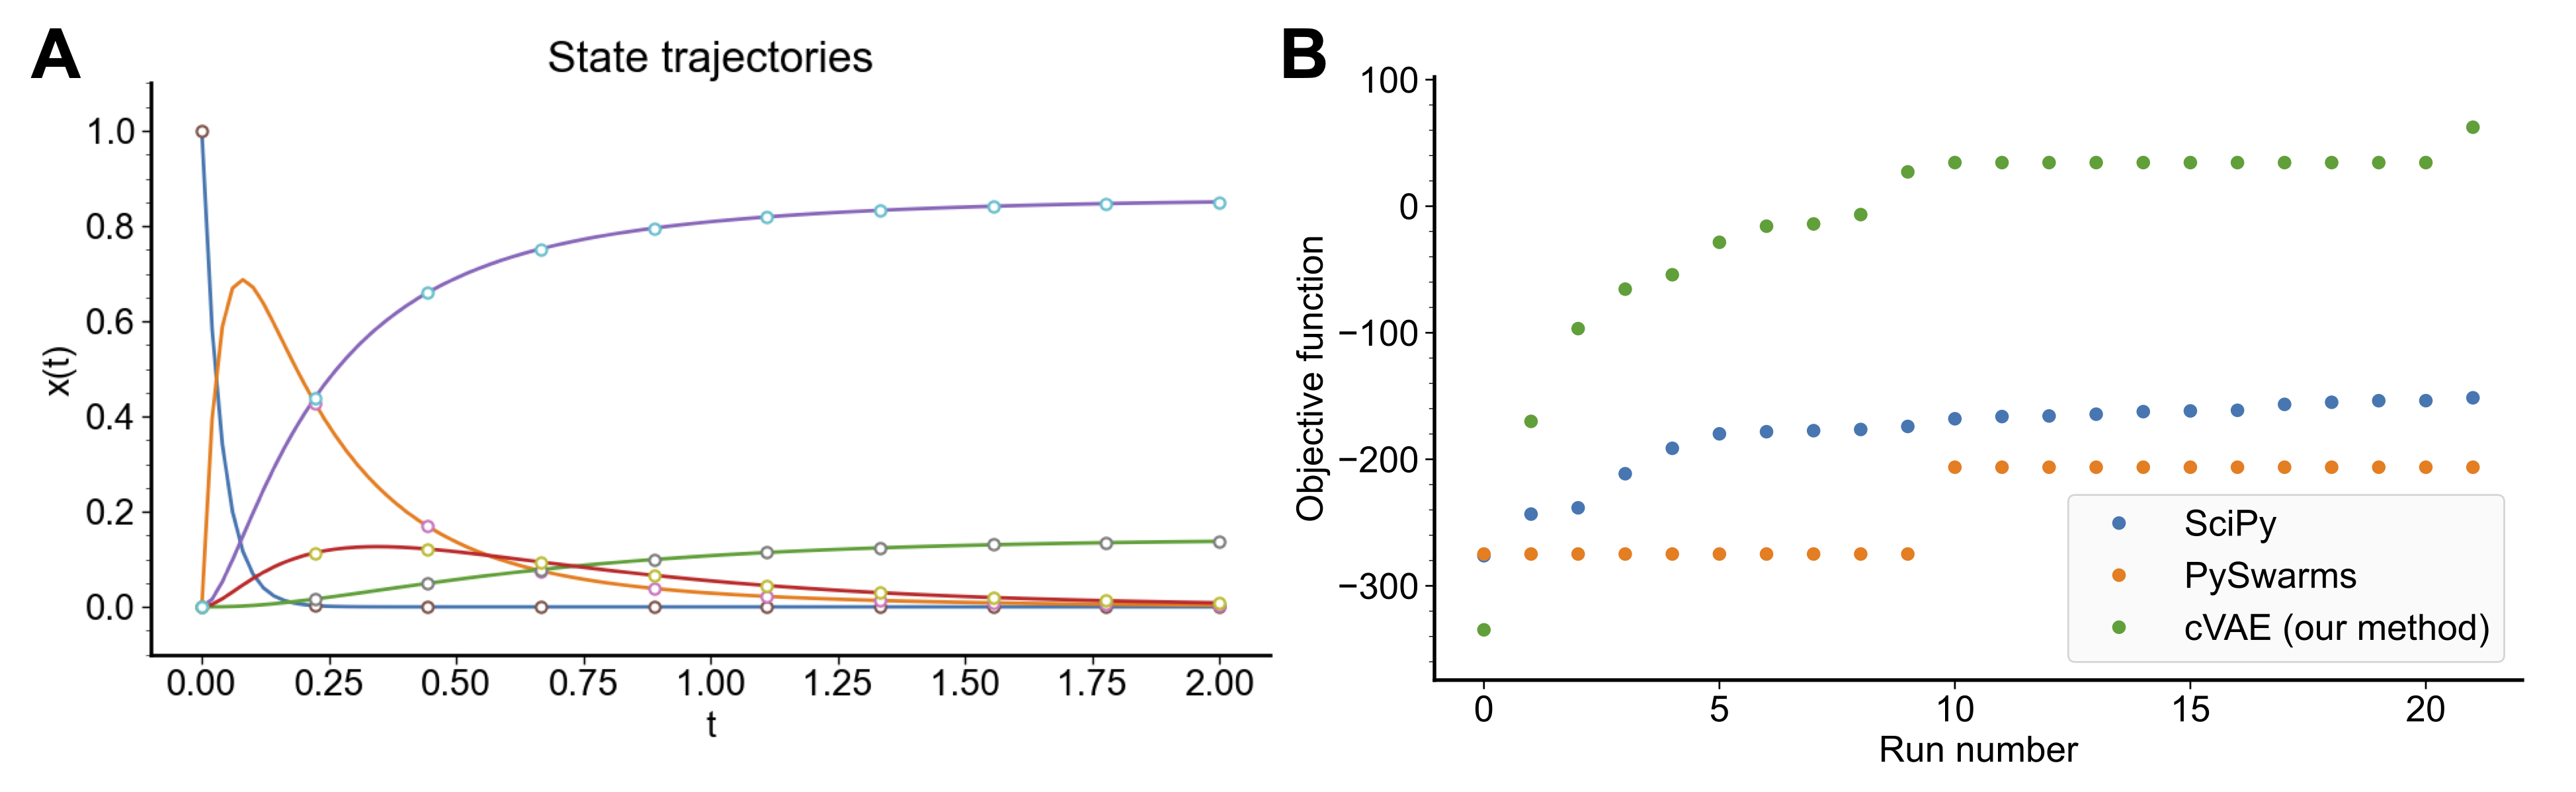 A
State trajectories
x(t)
1.0
0.8
0.6
0.4
0.2
0.0
0.00 0.25 0.50 0.75 1.00 1.25 1.50 1.75 2.00
t
B
Objective function
100
0
−100
−200
−300
SciPy
PySwarms
cVAE (our method)
0 5 10 15 20
Run number